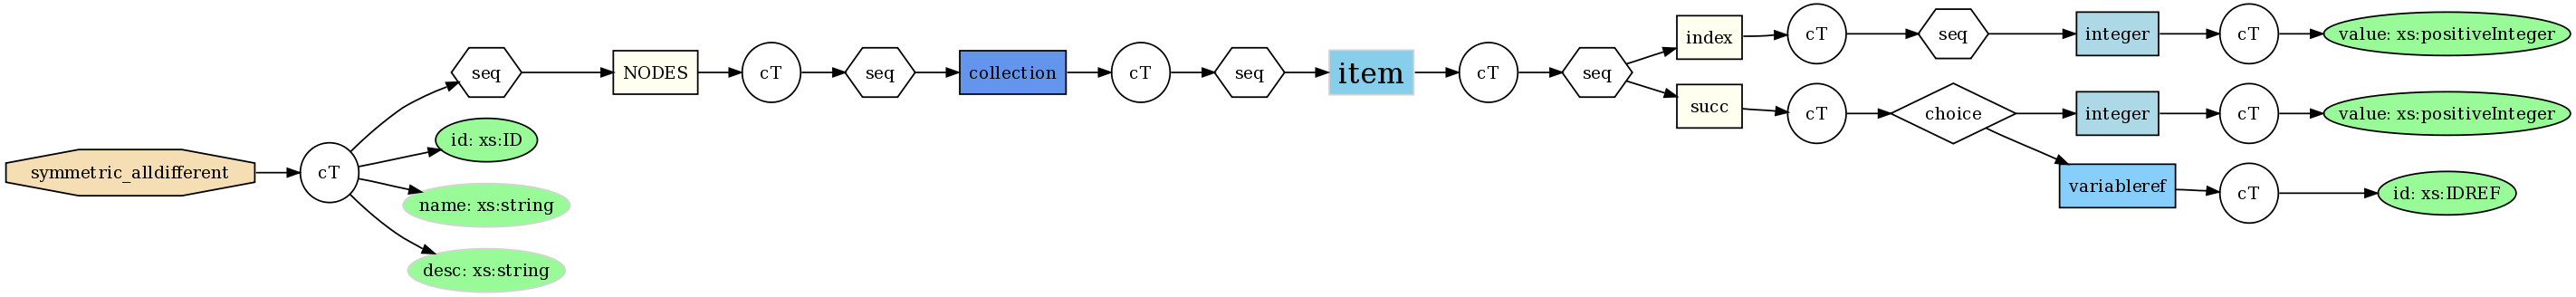 symmetric_alldifferent
cT
seq
id: xs:ID
name: xs:string
desc: xs:string
NODES
cT
seq
collection
cT
seq
item
cT
seq
index
cT
seq
integer
cT
value: xs:positiveInteger
succ
cT
choice
integer
cT
value: xs:positiveInteger
variableref
cT
id: xs:IDREF